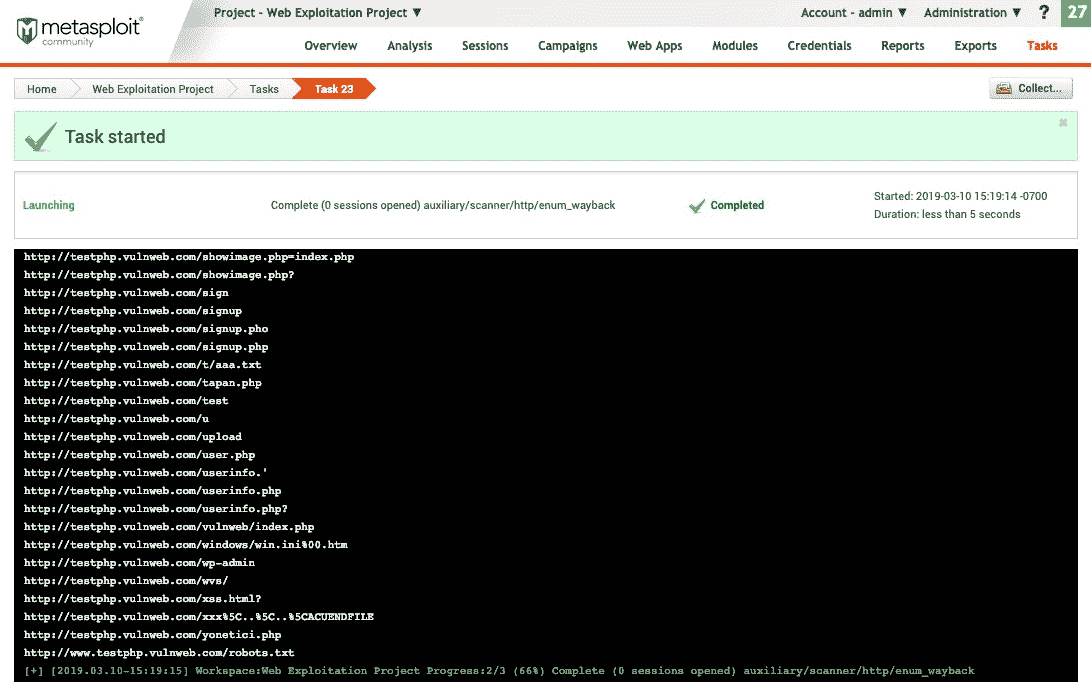 metasploit®
community
Project - Web Exploitation Project ▼
Account - admin ▼ Administration ▼ ? 27
Overview Analysis Sessions Campaigns Web Apps Modules Credentials Reports Exports Tasks
Home Web Exploitation Project Tasks Task 23 Collect...
Task started
Launching Complete (0 sessions opened) auxiliary/scanner/http/enum_wayback Completed
Started: 2019-03-10 15:19:14 -0700
Duration: less than 5 seconds
http://testphp.vulnweb.com/showimage.php=index.php
http://testphp.vulnweb.com/showimage.php?
http://testphp.vulnweb.com/sign
http://testphp.vulnweb.com/signup
http://testphp.vulnweb.com/signup.pho
http://testphp.vulnweb.com/signup.php
http://testphp.vulnweb.com/t/aaa.txt
http://testphp.vulnweb.com/tapan.php
http://testphp.vulnweb.com/test
http://testphp.vulnweb.com/u
http://testphp.vulnweb.com/upload
http://testphp.vulnweb.com/user.php
http://testphp.vulnweb.com/userinfo.'
http://testphp.vulnweb.com/userinfo.php
http://testphp.vulnweb.com/userinfo.php?
http://testphp.vulnweb.com/vulnweb/index.php
http://testphp.vulnweb.com/windows/win.ini%00.htm
http://testphp.vulnweb.com/wp-admin
http://testphp.vulnweb.com/wvs/
http://testphp.vulnweb.com/xss.html?
http://testphp.vulnweb.com/xxx%5C..%5C..%5CACUENDFILE
http://testphp.vulnweb.com/yonetici.php
http://www.testphp.vulnweb.com/robots.txt
[+] [2019.03.10-15:19:15] Workspace:Web Exploitation Project Progress:2/3 (66%) Complete (0 sessions opened) auxiliary/scanner/http/enum_wayback